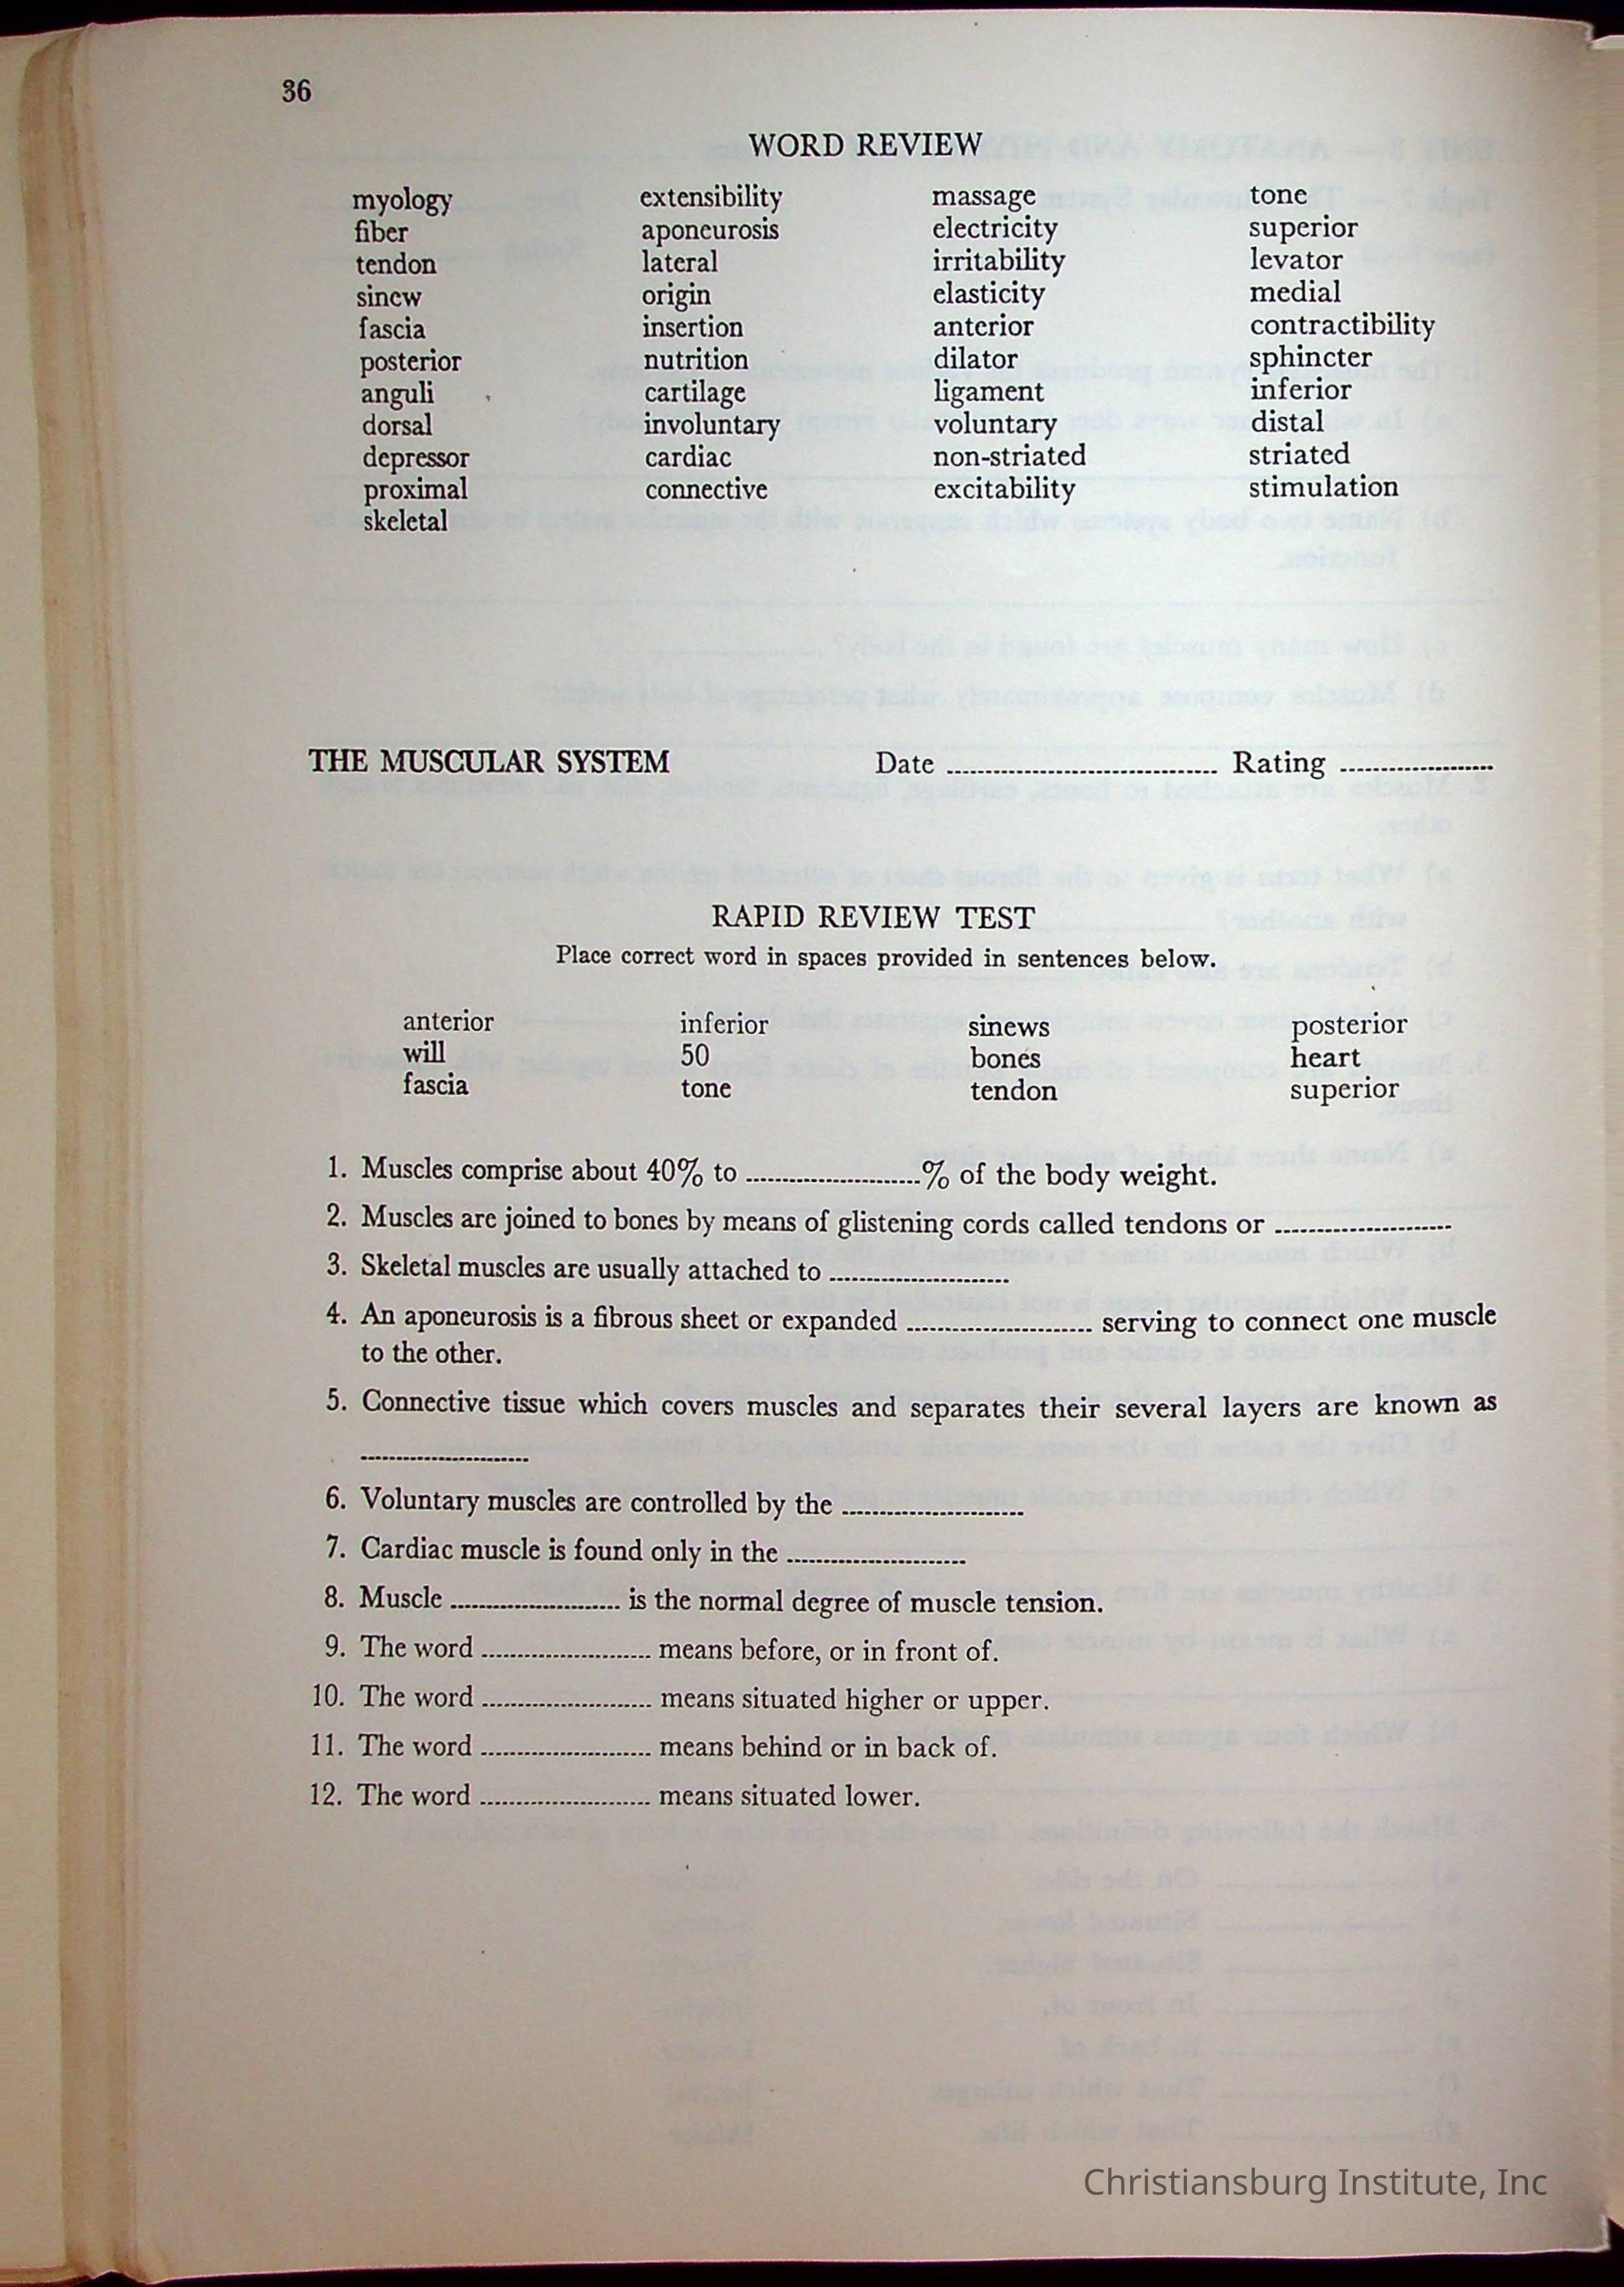 36
WORD REVIEW
myology extensibility massage tone
fiber aponeurosis electricity superior
tendon lateral irritability levator
sinew origin elasticity medial
fascia insertion anterior contractibility
posterior nutrition dilator sphincter
anguli cartilage ligament inferior
dorsal involuntary voluntary distal
depressor cardiac non-striated striated
proximal connective excitability stimulation
skeletal
THE MUSCULAR SYSTEM Date ........................ Rating ........................
RAPID REVIEW TEST
Place correct word in spaces provided in sentences below.
anterior inferior sinews posterior
will 50 bones heart
fascia tone tendon superior
1. Muscles comprise about 40% to ........................% of the body weight.
2. Muscles are joined to bones by means of glistening cords called tendons or ........................
3. Skeletal muscles are usually attached to ........................
4. An aponeurosis is a fibrous sheet or expanded ........................ serving to connect one muscle
to the other.
5. Connective tissue which covers muscles and separates their several layers are known as
........................
6. Voluntary muscles are controlled by the ........................
7. Cardiac muscle is found only in the ........................
8. Muscle ........................ is the normal degree of muscle tension.
9. The word ........................ means before, or in front of.
10. The word ........................ means situated higher or upper.
11. The word ........................ means behind or in back of.
12. The word ........................ means situated lower.
Christiansburg Institute, Inc